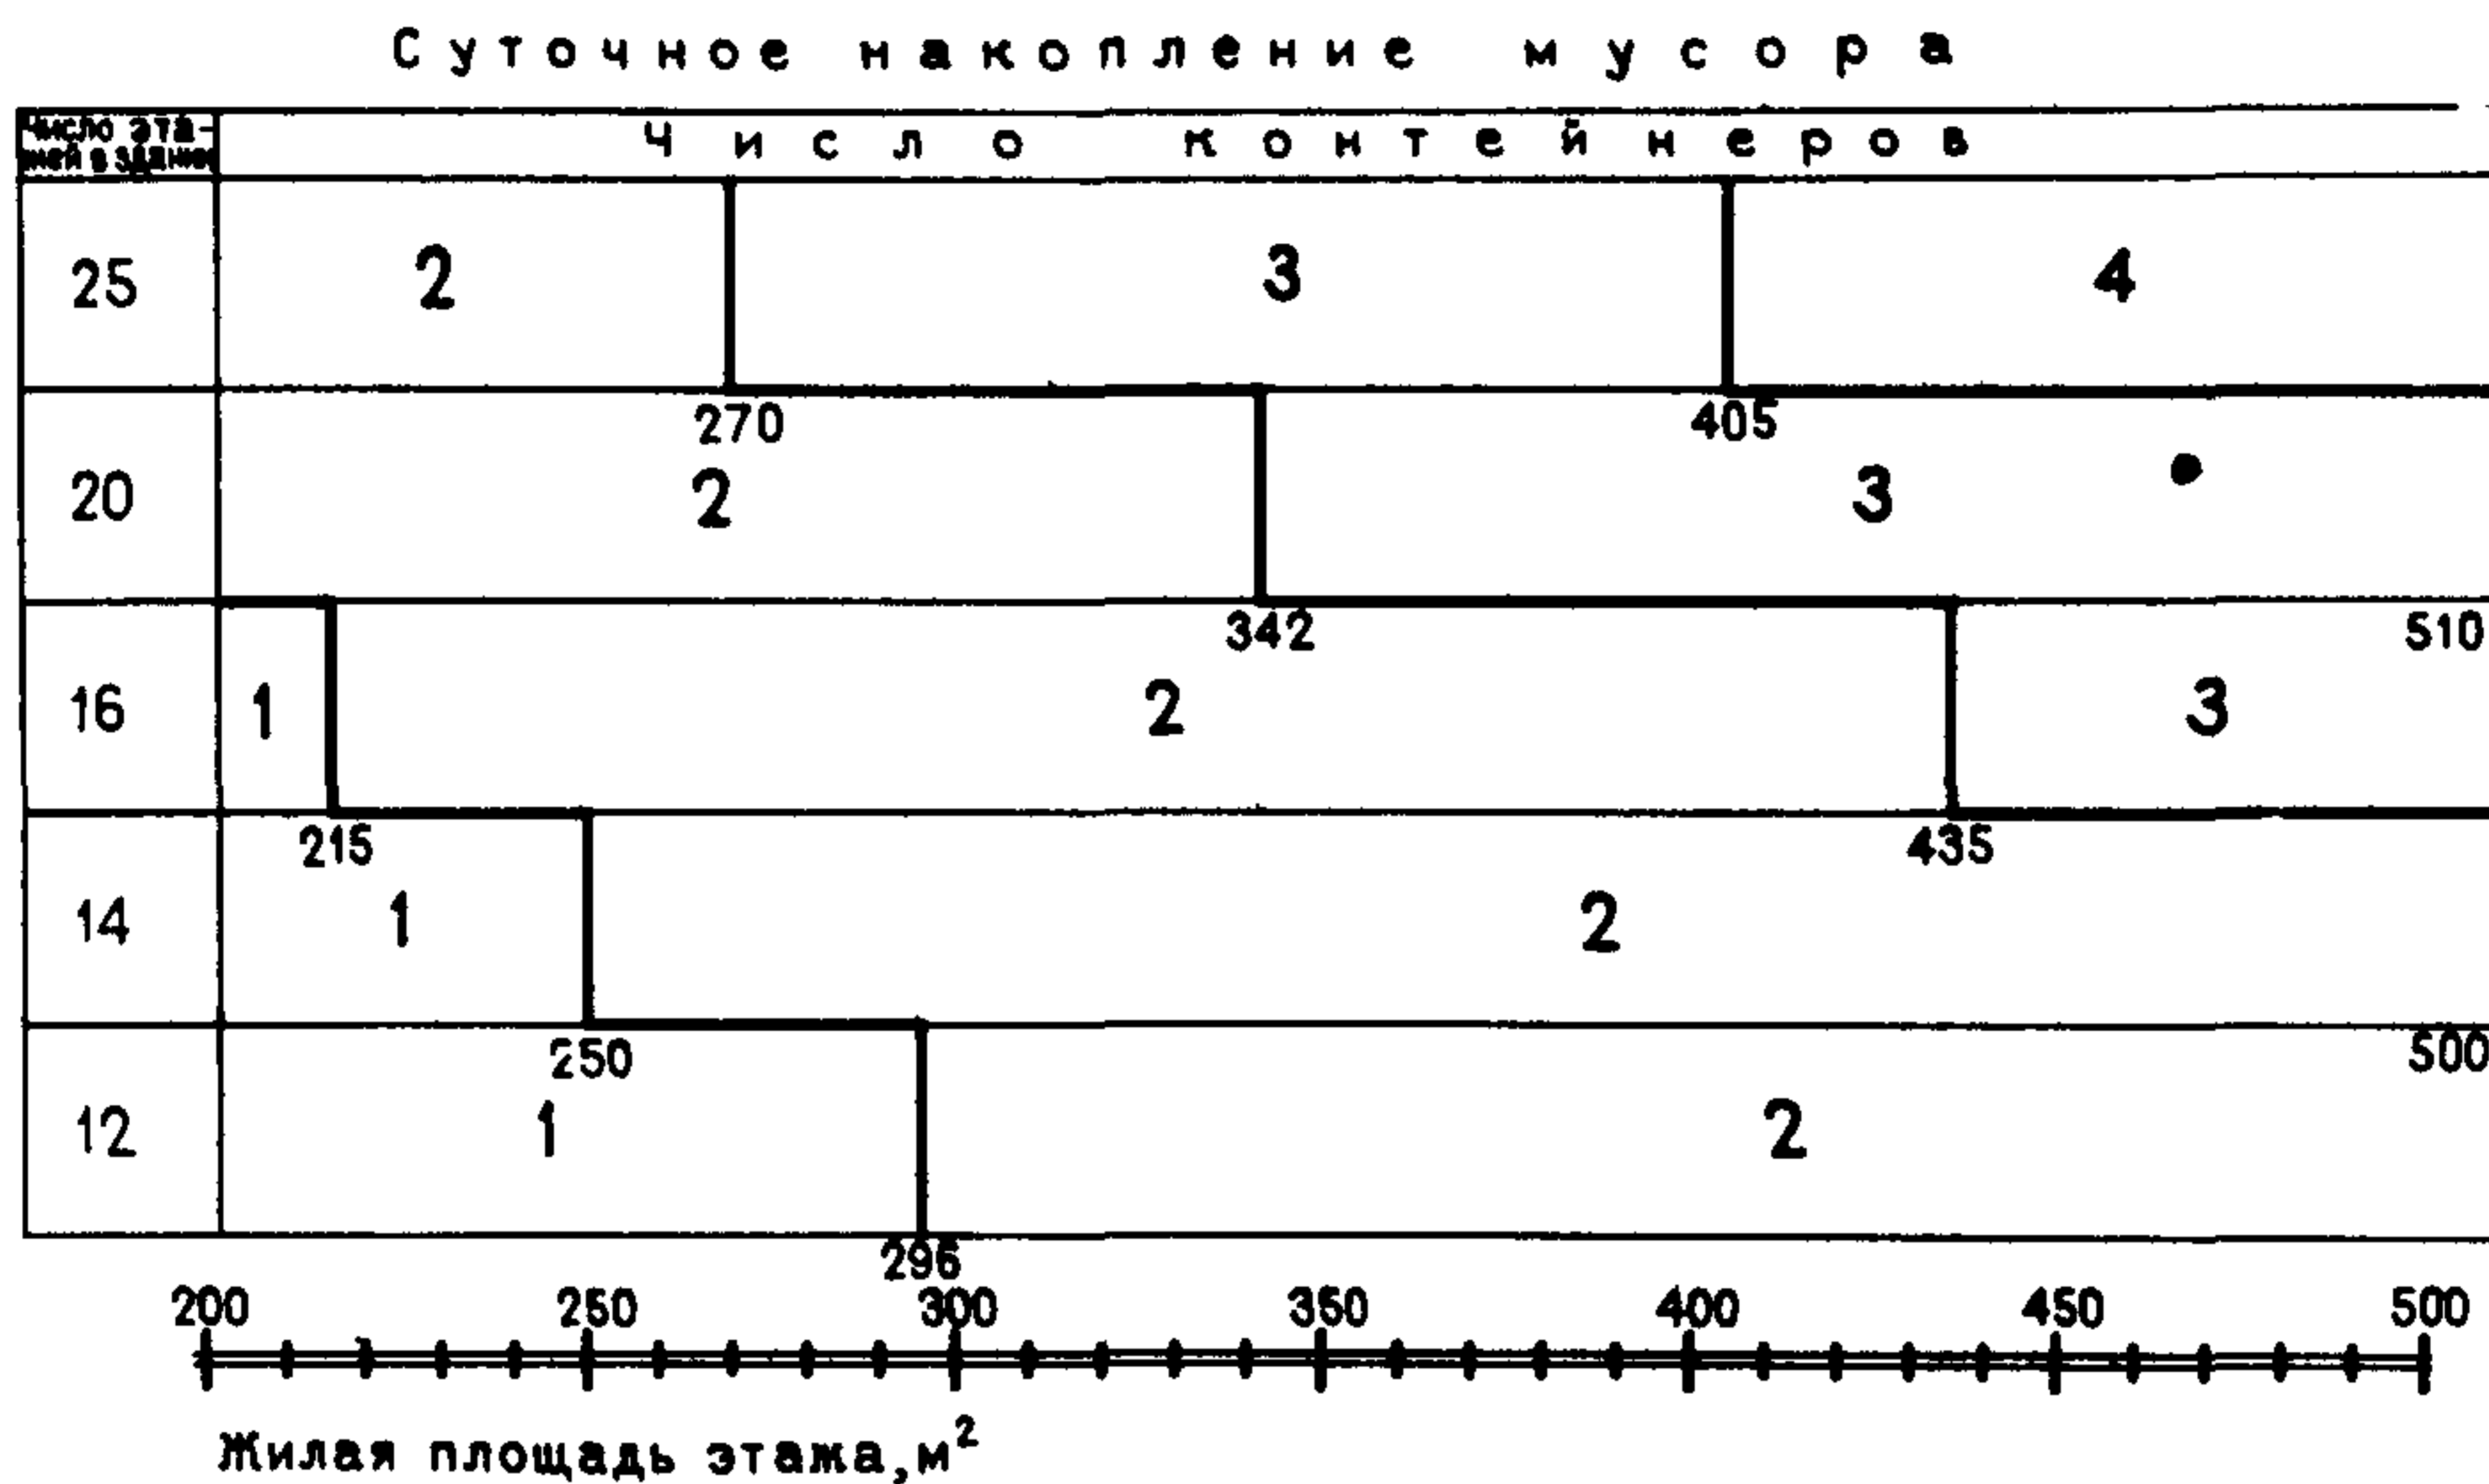 Суточное накопление мусора
Число эта-
жей в здании
Число контейнеров
25 2 3 4
270 405
20 2 3
342 510
16 1 2 3
215 435
14 1 2
250 500
12 1 2
296
200 250 300 350 400 450 500
Жилая площадь этажа, м²